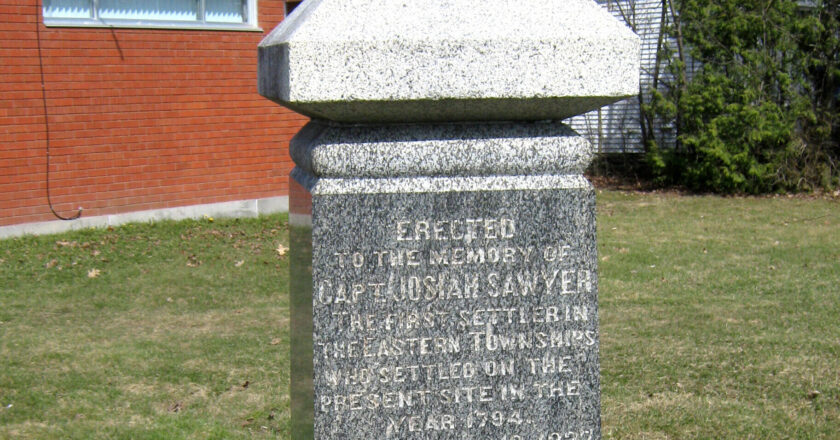 ERECTED
TO THE MEMORY OF
CAPT. JOSIAH SAWYER
THE FIRST SETTLER IN
THE EASTERN TOWNSHIPS
WHO SETTLED ON THE
PRESENT SITE IN THE
YEAR 1794.